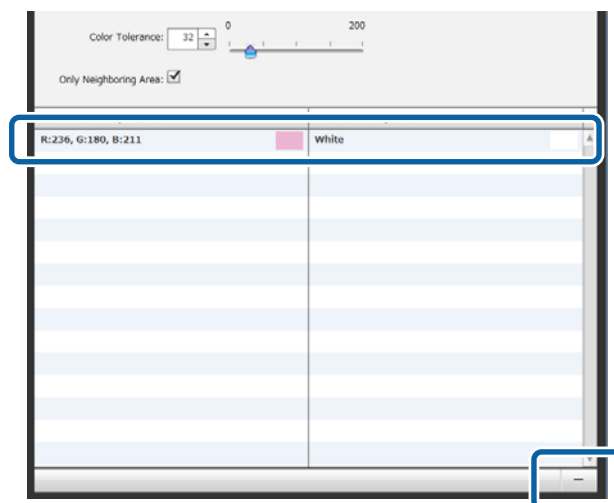 0 200
Color Tolerance: 32
Only Neighboring Area:
R:236, G:180, B:211 White